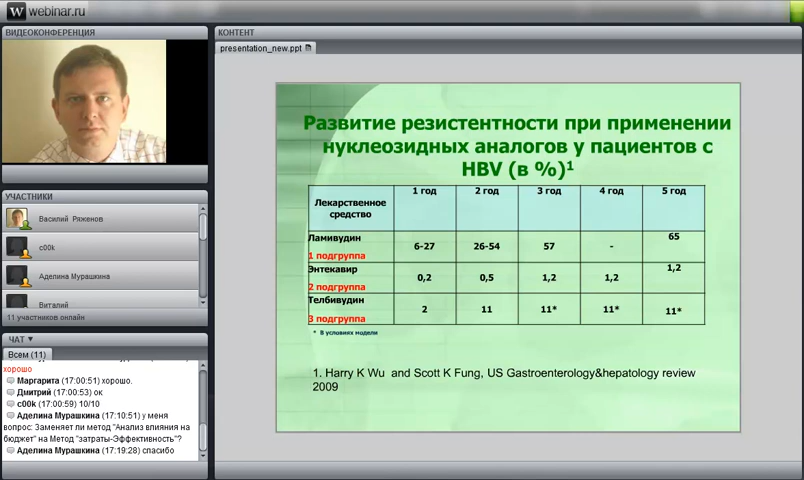 webinar.ru
ВИДЕОКОНФЕРЕНЦИЯ
УЧАСТНИКИ
Василий Ряженов
c00k
Аделина Мурашкина
Виталий
11 участников онлайн
ЧАТ
Всем (11)
хорошо
Маргарита (17:00:51) хорошо.
Дмитрий (17:00:53) ок
c00k (17:00:59) 10/10
Аделина Мурашкина (17:10:51) у меня
вопрос: Заменяет ли метод "Анализ влияния на
бюджет" на Метод "затраты-Эффективность"?
Аделина Мурашкина (17:19:28) спасибо
КОНТЕНТ
presentation_new.ppt
Развитие резистентности при применении
нуклеозидных аналогов у пациентов с
HBV (в %)¹
Лекарственное
средство
1 год
2 год
3 год
4 год
5 год
Ламивудин
1 подгруппа
6-27
26-54
57
-
65
Энтекавир
2 подгруппа
0,2
0,5
1,2
1,2
1,2
Телбивудин
3 подгруппа
2
11
11*
11*
11*
* В условиях модели
1. Harry K Wu and Scott K Fung, US Gastroenterology&hepatology review
2009